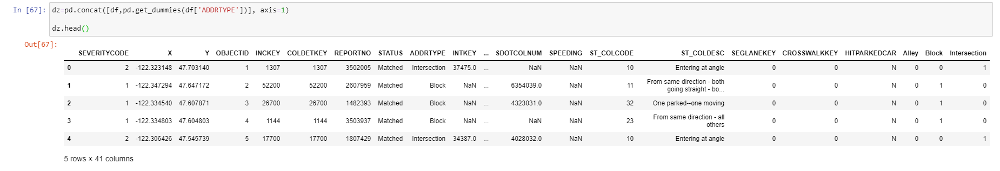 In [67]: dz=pd.concat([df,pd.get_dummies(df['ADDRTYPE'])], axis=1)
dz.head()
Out[67]:
SEVERITYCODE X Y OBJECTID INCKEY COLDETKEY REPORTNO STATUS ADDRTYPE INTKEY ... SDOTCOLNUM SPEEDING ST_COLCODE ST_COLDESC SEGLANEKEY CROSSWALKKEY HITPARKEDCAR Alley Block Intersection
0 2 -122.323148 47.703140 1 1307 1307 3502005 Matched Intersection 37475.0 ... NaN NaN 10 Entering at angle 0 0 N 0 0 1
1 1 -122.347294 47.647172 2 52200 52200 2607959 Matched Block NaN ... 6354039.0 NaN 11 From same direction - both
going straight - bo... 0 0 N 0 1 0
2 1 -122.334540 47.607871 3 26700 26700 1482393 Matched Block NaN ... 4323031.0 NaN 32 One parked--one moving 0 0 N 0 1 0
3 1 -122.334803 47.604803 4 1144 1144 3503937 Matched Block NaN ... NaN NaN 23 From same direction - all
others 0 0 N 0 1 0
4 2 -122.306426 47.545739 5 17700 17700 1807429 Matched Intersection 34387.0 ... 4028032.0 NaN 10 Entering at angle 0 0 N 0 0 1
5 rows × 41 columns